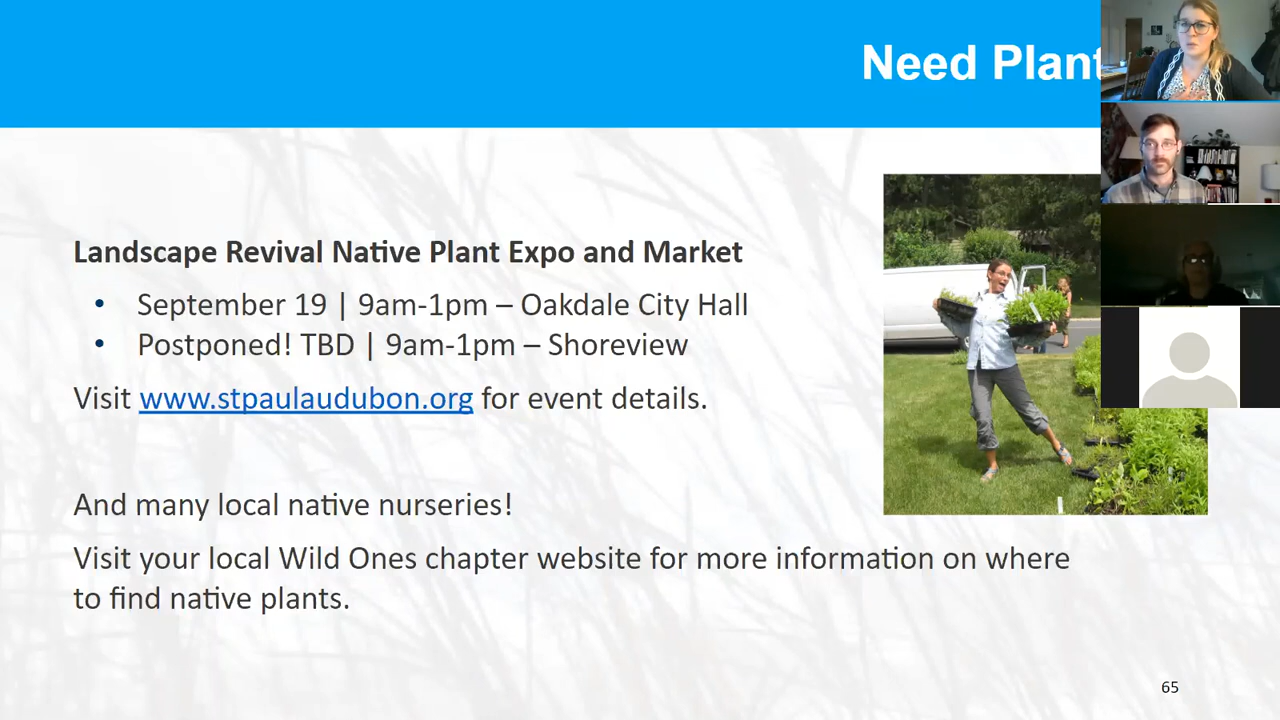 Need Plant
Landscape Revival Native Plant Expo and Market
• September 19 | 9am-1pm – Oakdale City Hall
• Postponed! TBD | 9am-1pm – Shoreview
Visit www.stpaulaudubon.org for event details.
And many local native nurseries!
Visit your local Wild Ones chapter website for more information on where
to find native plants.
65